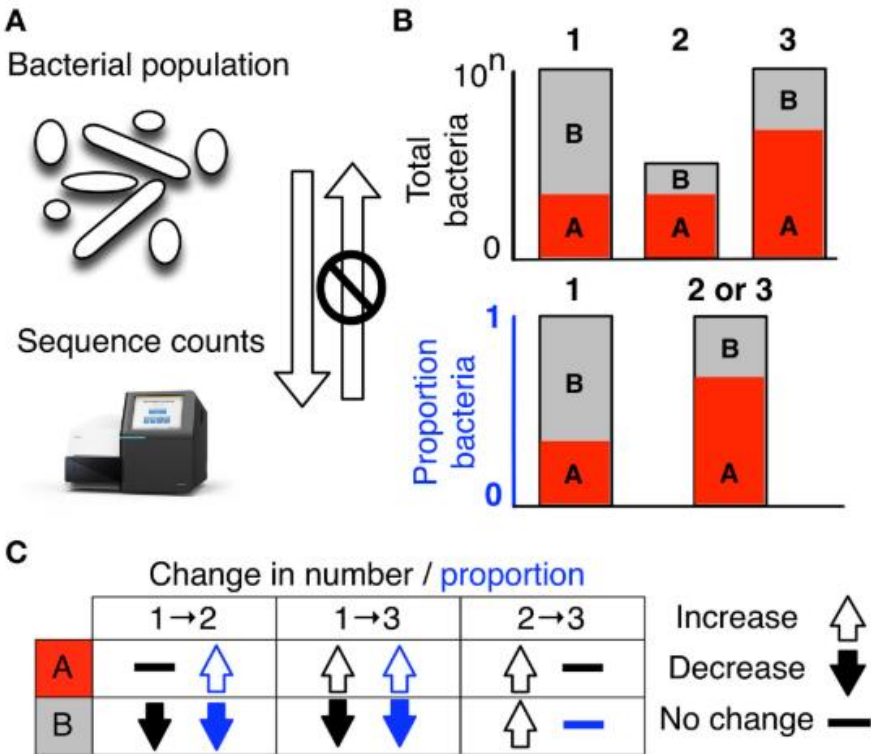 A
Bacterial population
Sequence counts
B
1 2 3
10ⁿ
Total
bacteria
0
B B B
A A A
1 2 or 3
1
Proportion
bacteria
0
B B
A A
C
Change in number / proportion
1→2 1→3 2→3
A
B
Increase
Decrease
No change